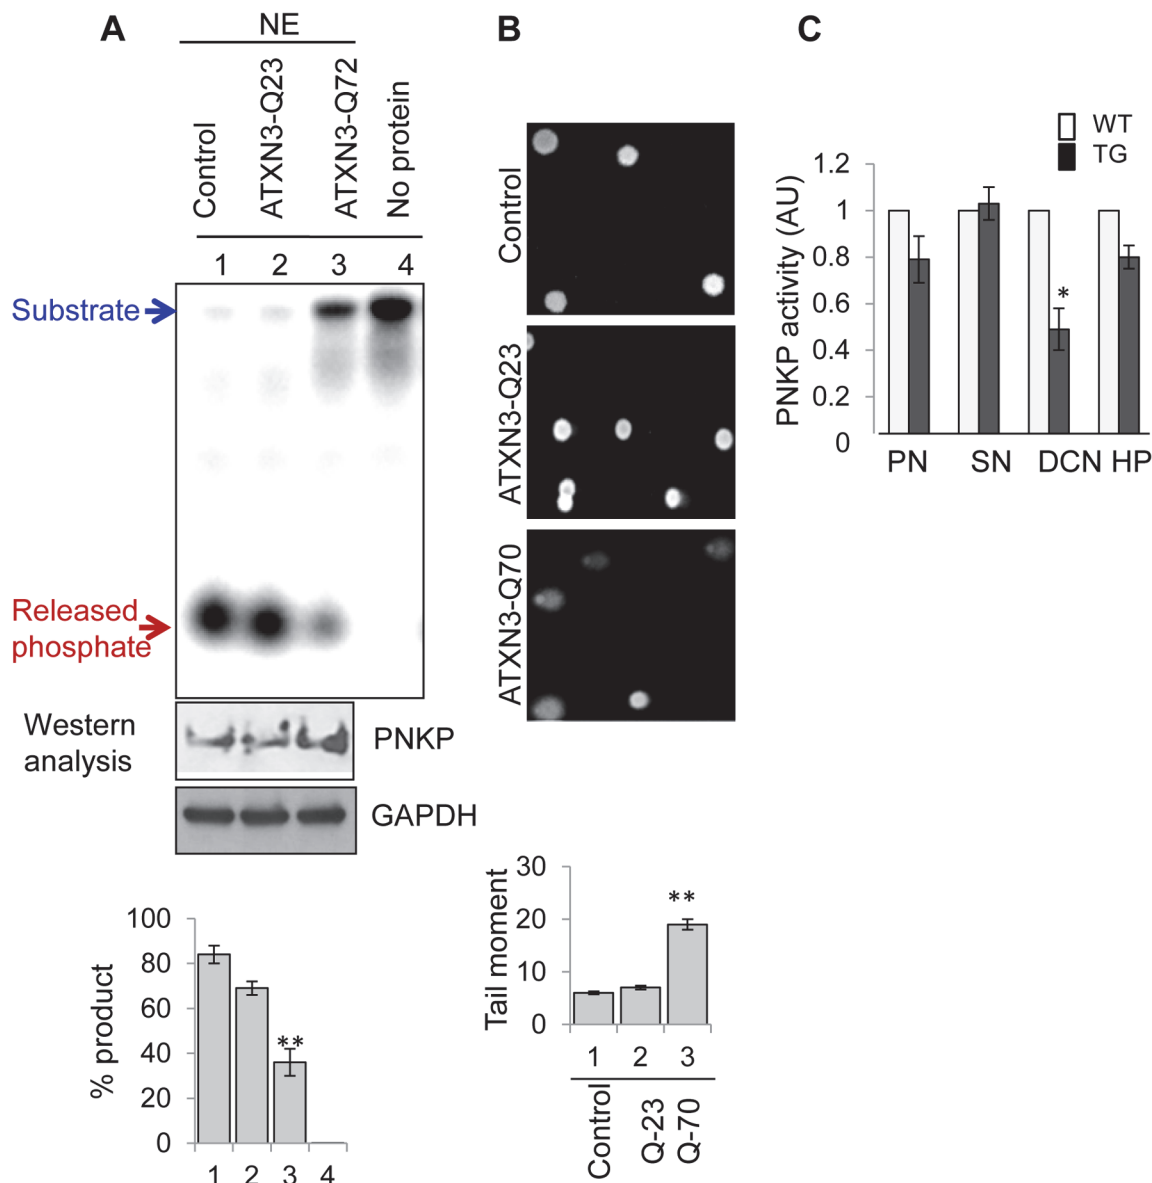 A
NE
Control
ATXN3-Q23
ATXN3-Q72
No protein
1 2 3 4
Substrate
Released
phosphate
Western
analysis
PNKP
GAPDH
% product
100
80
60
40
20
0
**
1 2 3 4
B
Control
ATXN3-Q23
ATXN3-Q70
Tail moment
30
20
10
0
**
1 2 3
Control
Q-23
Q-70
C
WT
TG
PNKP activity (AU)
1.2
1
0.8
0.6
0.4
0.2
0
*
PN SN DCN HP